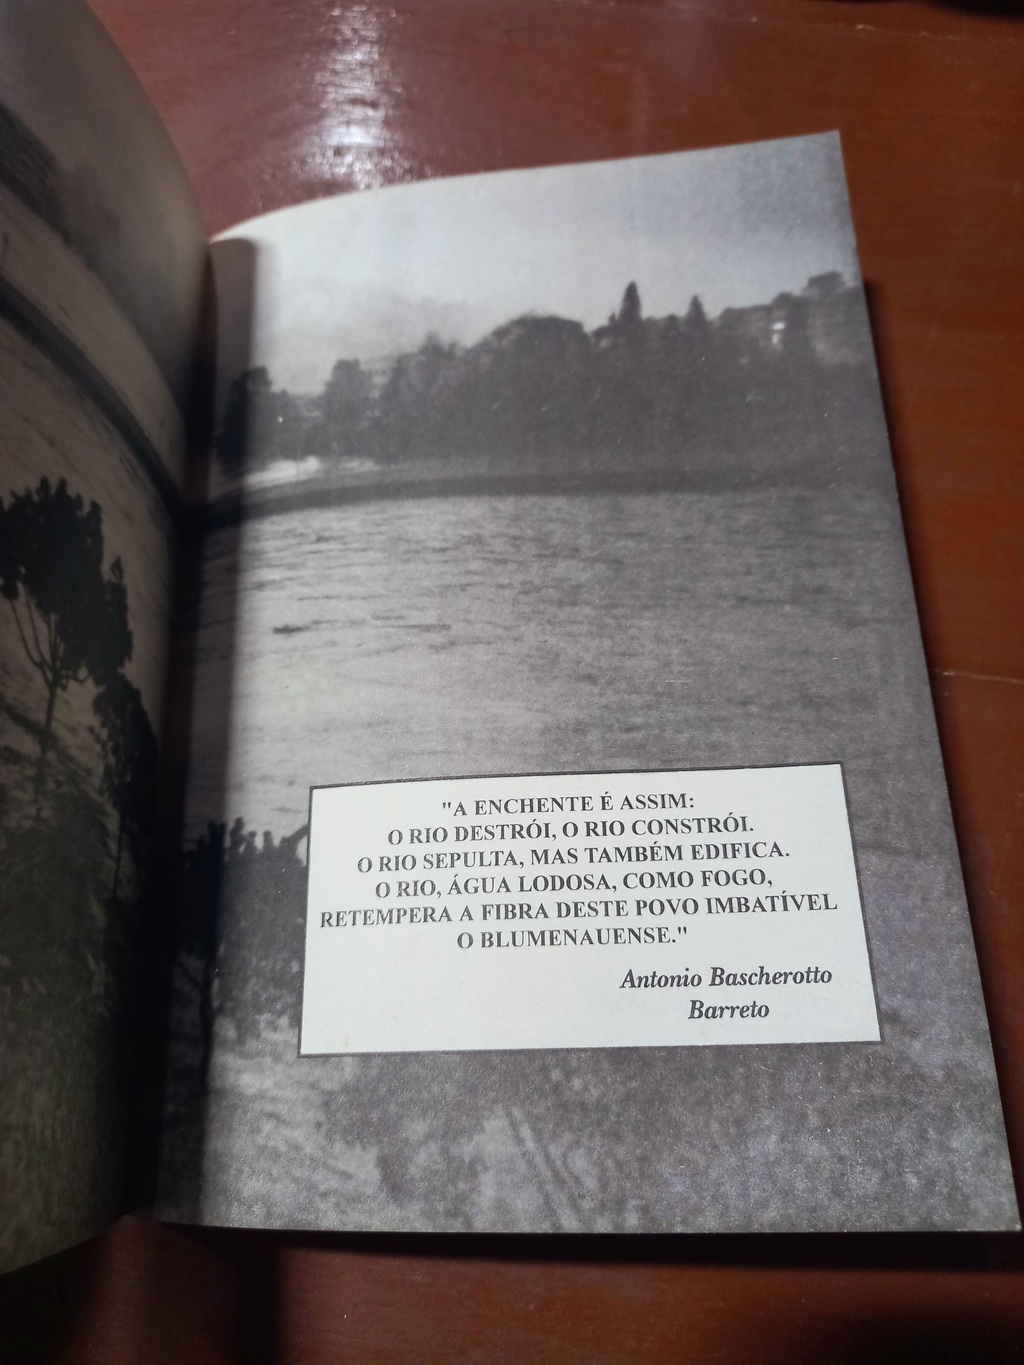 "A ENCHENTE É ASSIM:
O RIO DESTRÓI, O RIO CONSTRÓI.
O RIO SEPULTA, MAS TAMBÉM EDIFICA.
O RIO, ÁGUA LODOSA, COMO FOGO,
RETEMPERA A FIBRA DESTE POVO IMBATÍVEL
O BLUMENAUENSE."
Antonio Bascherotto
Barreto